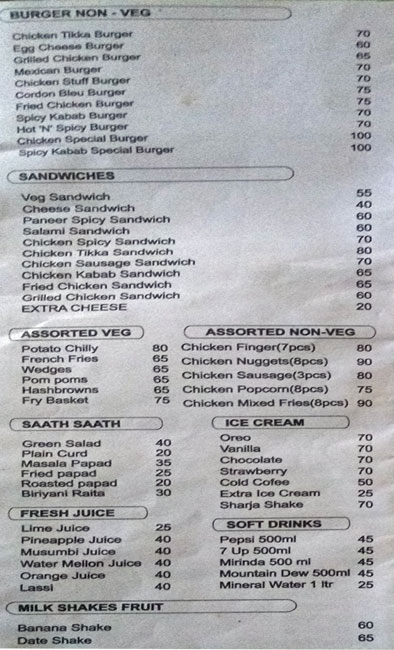 BURGER NON - VEG
Chicken Tikka Burger 70
Egg Cheese Burger 60
Grilled Chicken Burger 65
Mexican Burger 70
Chicken Stuff Burger 70
Cordon Bleu Burger 75
Fried Chicken Burger 75
Spicy Kabab Burger 70
Hot 'N' Spicy Burger 70
Chicken Special Burger 100
Spicy Kabab Special Burger 100
SANDWICHES
Veg Sandwich 55
Cheese Sandwich 40
Paneer Spicy Sandwich 60
Salami Sandwich 60
Chicken Spicy Sandwich 70
Chicken Tikka Sandwich 80
Chicken Sausage Sandwich 70
Chicken Kabab Sandwich 65
Fried Chicken Sandwich 65
Grilled Chicken Sandwich 60
EXTRA CHEESE 20
ASSORTED VEG
Potato Chilly 80
French Fries 65
Wedges 65
Pom poms 65
Hashbrowns 65
Fry Basket 75
ASSORTED NON-VEG
Chicken Finger(7pcs) 80
Chicken Nuggets(8pcs) 90
Chicken Sausage(3pcs) 80
Chicken Popcorn(8pcs) 75
Chicken Mixed Fries(8pcs) 90
SAATH SAATH
Green Salad 40
Plain Curd 20
Masala Papad 35
Fried papad 25
Roasted papad 20
Biriyani Raita 30
ICE CREAM
Oreo 70
Vanilla 70
Chocolate 70
Strawberry 70
Cold Cofee 50
Extra Ice Cream 25
Sharja Shake 70
FRESH JUICE
Lime Juice 25
Pineapple Juice 40
Musumbi Juice 40
Water Mellon Juice 40
Orange Juice 40
Lassi 40
SOFT DRINKS
Pepsi 500ml 45
7 Up 500ml 45
Mirinda 500 ml 45
Mountain Dew 500ml 45
Mineral Water 1 ltr 25
MILK SHAKES FRUIT
Banana Shake 60
Date Shake 65